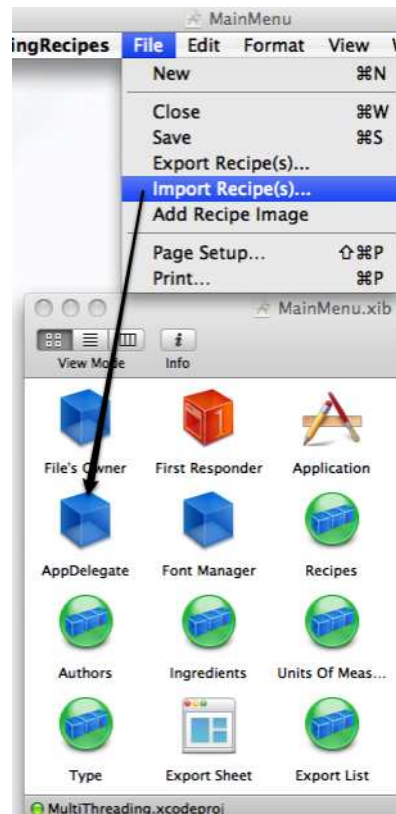 MainMenu
ingRecipes File Edit Format View
New ⌘N
Close ⌘W
Save ⌘S
Export Recipe(s)...
Import Recipe(s)...
Add Recipe Image
Page Setup... ⇧⌘P
Print... ⌘P
MainMenu.xib
View Mode Info
File's Owner First Responder Application
AppDelegate Font Manager Recipes
Authors Ingredients Units Of Meas...
Type Export Sheet Export List
MultiThreading.xcodeproj